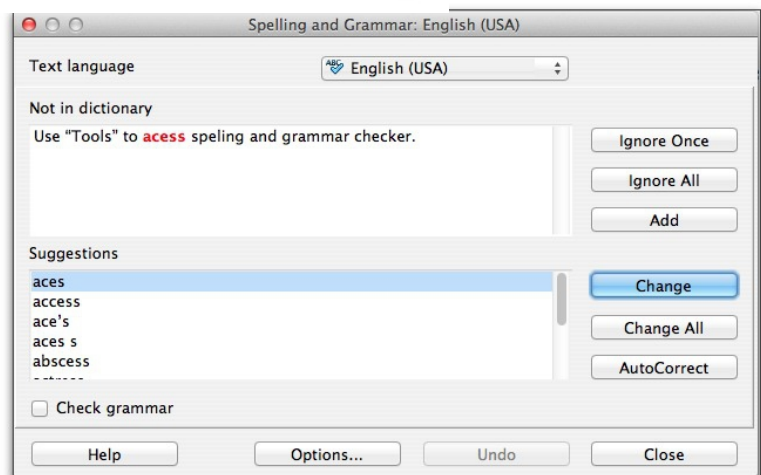 Spelling and Grammar: English (USA)
Text language
ABC English (USA)
Not in dictionary
Use “Tools” to acess speling and grammar checker.
Ignore Once
Ignore All
Add
Suggestions
aces
access
ace’s
aces s
abscess
Change
Change All
AutoCorrect
Check grammar
Help
Options...
Undo
Close